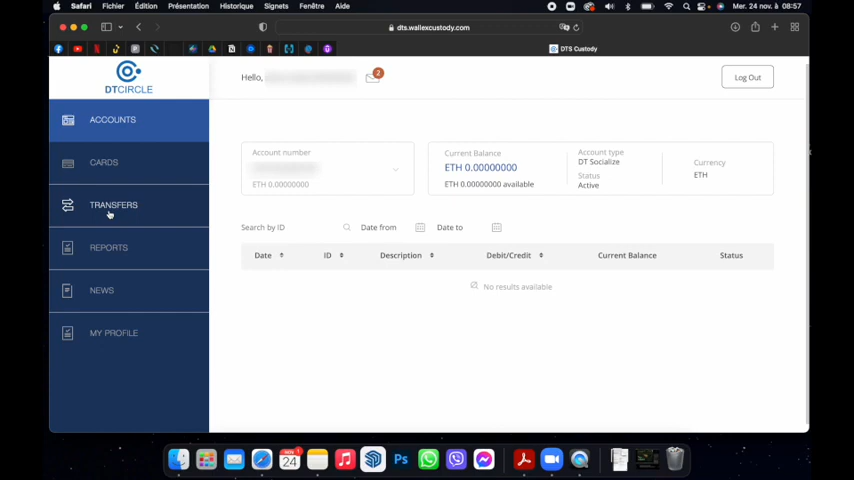 Safari Fichier Édition Présentation Historique Signets Fenêtre Aide Mer. 24 nov. à 08:57
dts.wallexcustody.com
DTS Custody
DTCIRCLE
Hello,
2
Log Out
ACCOUNTS
CARDS
TRANSFERS
REPORTS
NEWS
MY PROFILE
Account number
ETH 0.00000000
Current Balance
ETH 0.00000000
ETH 0.00000000 available
Account type
DT Socialize
Status
Active
Currency
ETH
Search by ID Date from Date to
Date ID Description Debit/Credit Current Balance Status
No results available
24
Ps